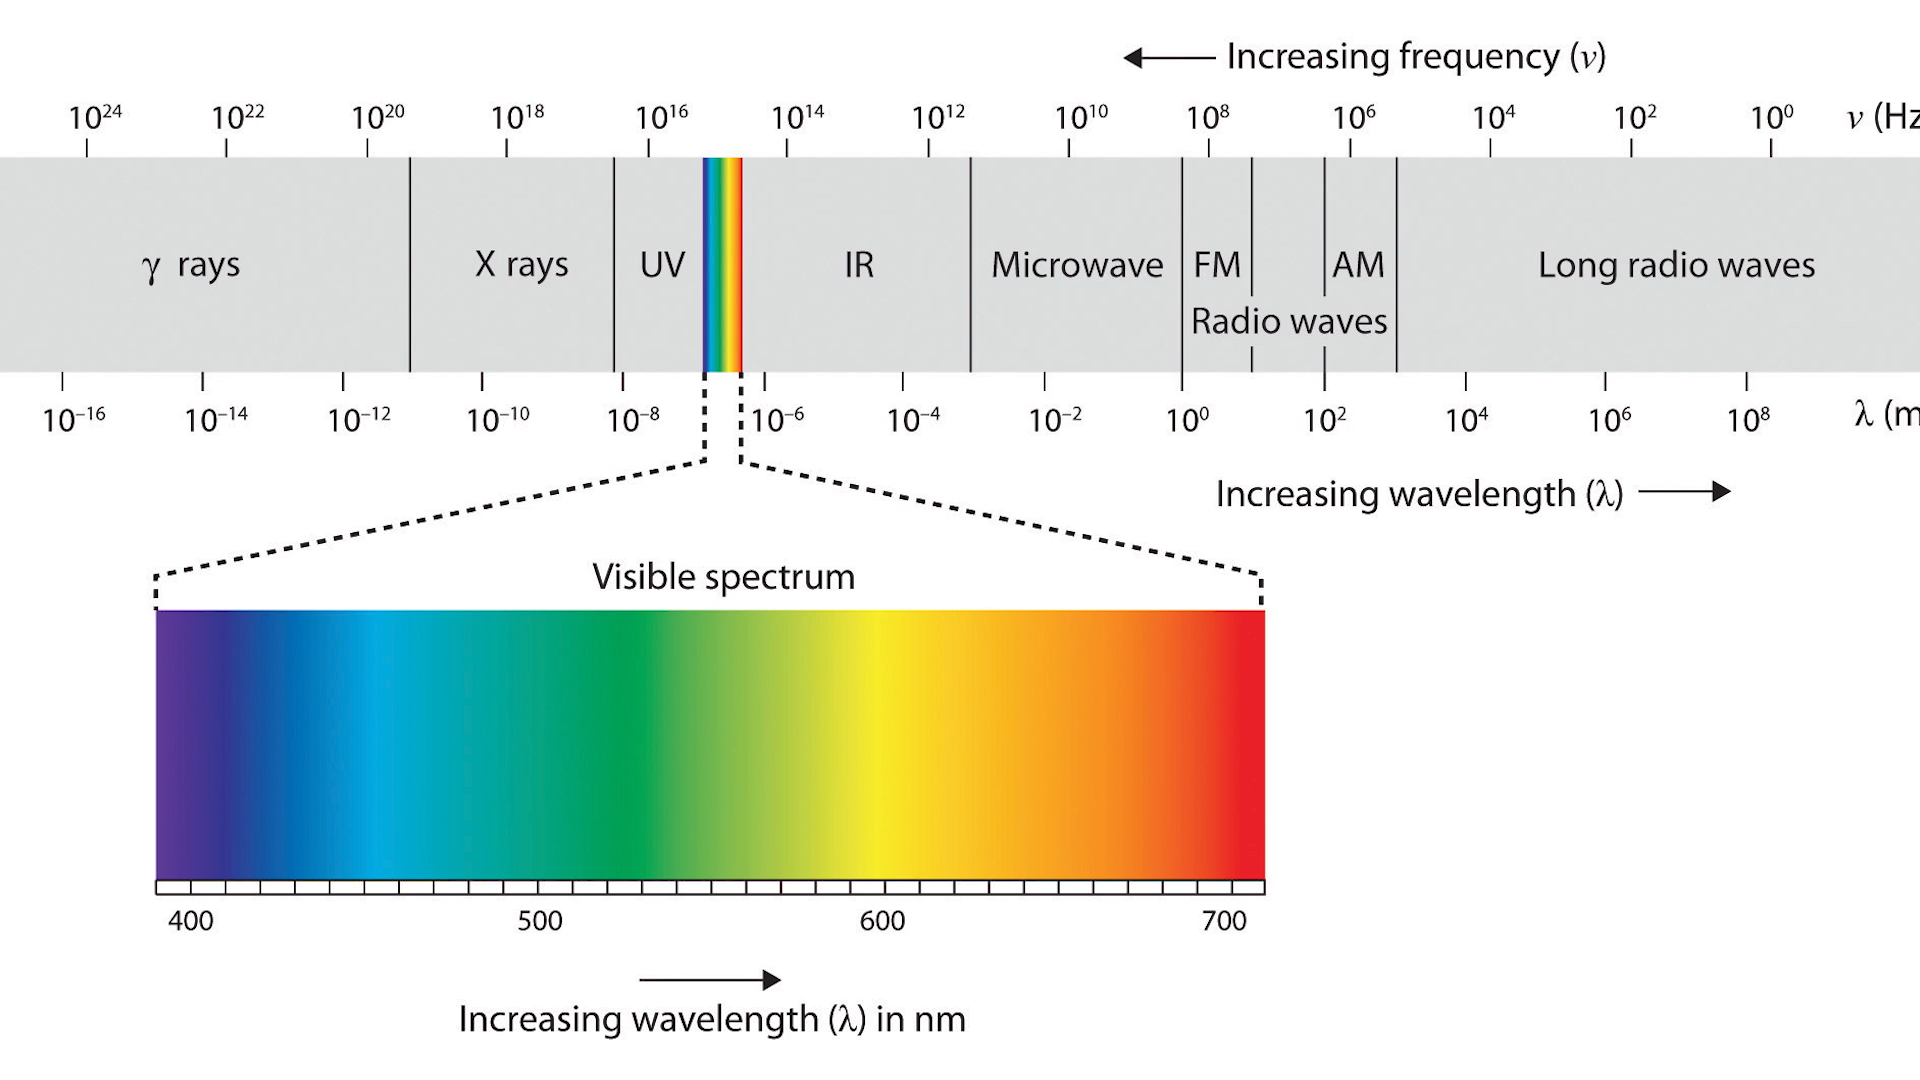 Increasing frequency (ν)
10²⁴ 10²² 10²⁰ 10¹⁸ 10¹⁶ 10¹⁴ 10¹² 10¹⁰ 10⁸ 10⁶ 10⁴ 10² 10⁰ ν (Hz
γ rays X rays UV IR Microwave FM AM Long radio waves
Radio waves
10⁻¹⁶ 10⁻¹⁴ 10⁻¹² 10⁻¹⁰ 10⁻⁸ 10⁻⁶ 10⁻⁴ 10⁻² 10⁰ 10² 10⁴ 10⁶ 10⁸ λ (m
Increasing wavelength (λ)
Visible spectrum
400 500 600 700
Increasing wavelength (λ) in nm